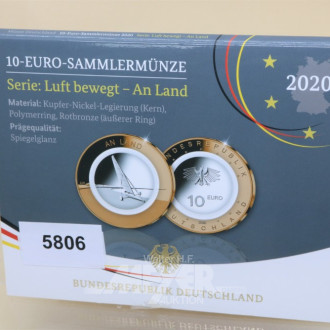 10-EURO-SAMMLERMÜNZE
Serie: Luft bewegt – An Land
2020
Material: Kupfer-Nickel-Legierung (Kern),
Polymerring, Rotbronze (äußerer Ring)
Prägequalität:
Spiegelglanz
AN LAND
BUNDESREPUBLIK
DEUTSCHLAND
10
EURO
5806
H.F.
BUNDESREPUBLIK DEUTSCHLAND